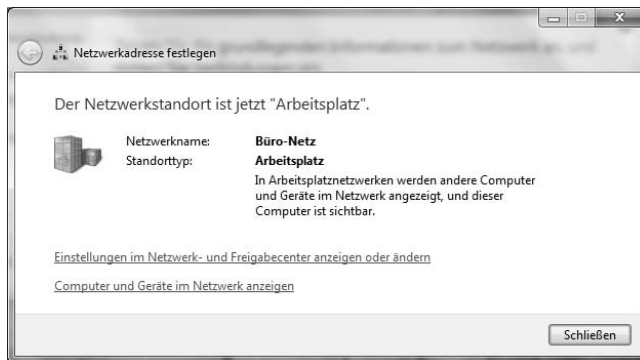 Netzwerkadresse festlegen
Der Netzwerkstandort ist jetzt "Arbeitsplatz".
Netzwerkname: Büro-Netz
Standorttyp: Arbeitsplatz
In Arbeitsplatznetzwerken werden andere Computer
und Geräte im Netzwerk angezeigt, und dieser
Computer ist sichtbar.
Einstellungen im Netzwerk- und Freigabecenter anzeigen oder ändern
Computer und Geräte im Netzwerk anzeigen
Schließen